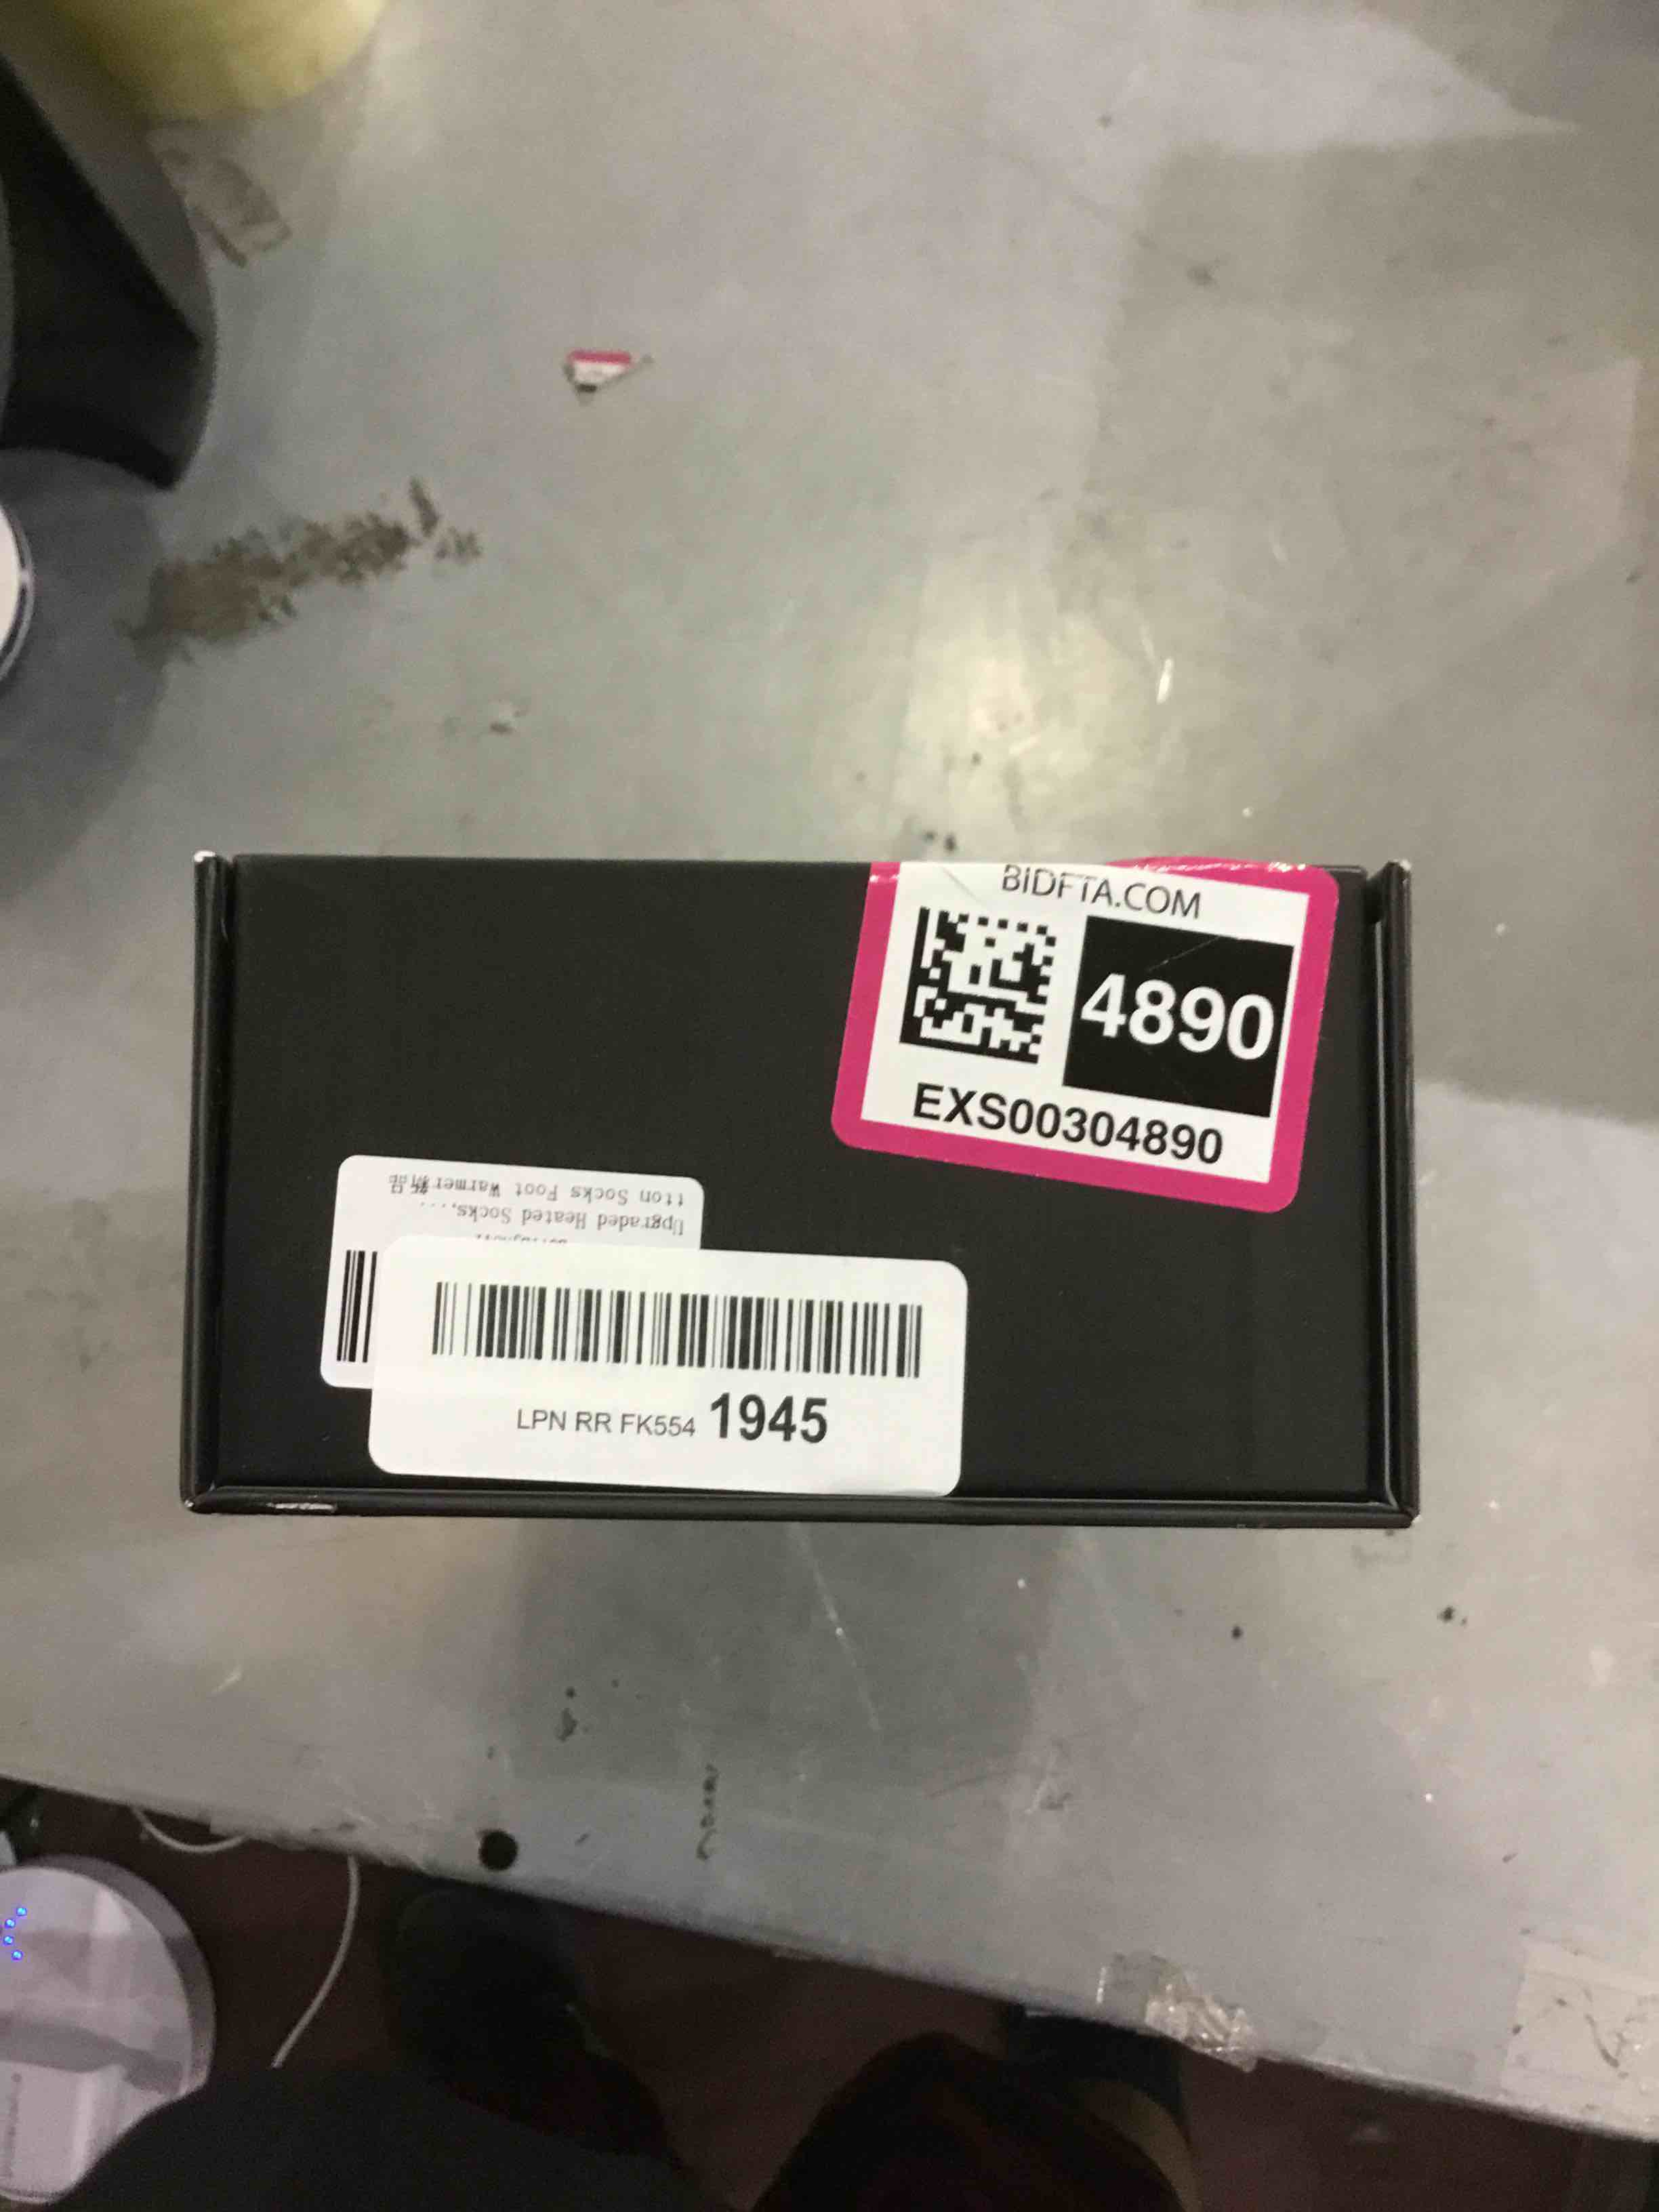 BIDFTA.COM
4890
EXS00304890
Upgraded Heated Socks,....
tton Socks Foot Warmer
LPN RR FK554 1945